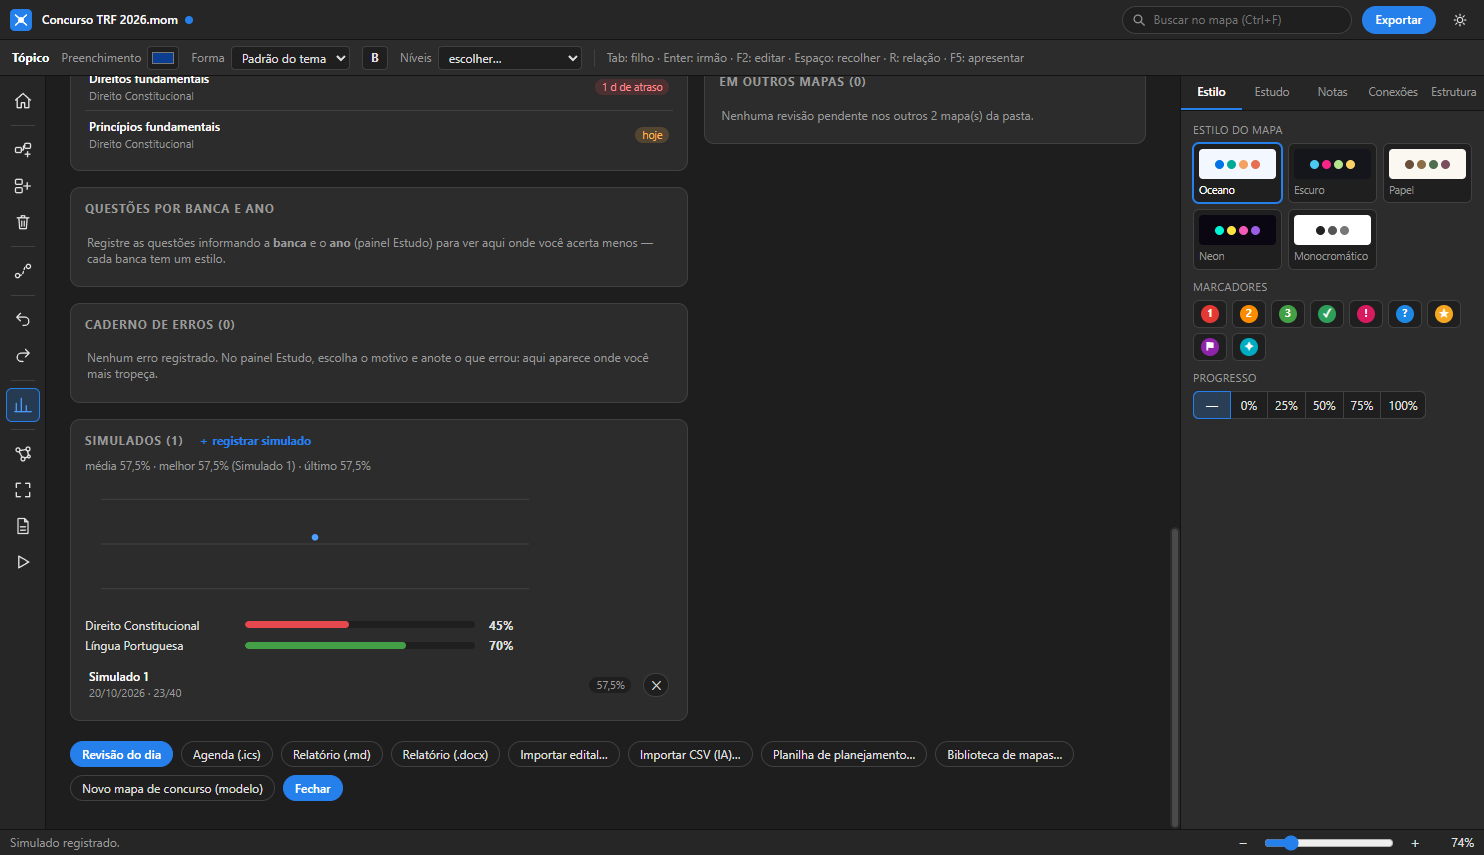 Concurso TRF 2026.mom
Buscar no mapa (Ctrl+F)
Exportar
Tópico
Preenchimento
Forma
Padrão do tema
B
Níveis
escolher...
Tab: filho · Enter: irmão · F2: editar · Espaço: recolher · R: relação · F5: apresentar
Direitos fundamentais
Direito Constitucional
1 d de atraso
Princípios fundamentais
Direito Constitucional
hoje
EM OUTROS MAPAS (0)
Nenhuma revisão pendente nos outros 2 mapa(s) da pasta.
QUESTÕES POR BANCA E ANO
Registre as questões informando a banca e o ano (painel Estudo) para ver aqui onde você acerta menos —
cada banca tem um estilo.
CADERNO DE ERROS (0)
Nenhum erro registrado. No painel Estudo, escolha o motivo e anote o que errou: aqui aparece onde você
mais tropeça.
SIMULADOS (1)
+ registrar simulado
média 57,5% · melhor 57,5% (Simulado 1) · último 57,5%
Direito Constitucional
45%
Língua Portuguesa
70%
Simulado 1
20/10/2026 · 23/40
57,5%
Revisão do dia
Agenda (.ics)
Relatório (.md)
Relatório (.docx)
Importar edital...
Importar CSV (IA)...
Planilha de planejamento...
Biblioteca de mapas...
Novo mapa de concurso (modelo)
Fechar
Estilo
Estudo
Notas
Conexões
Estrutura
ESTILO DO MAPA
Oceano
Escuro
Papel
Neon
Monocromático
MARCADORES
1
2
3
!
?
PROGRESSO
—
0%
25%
50%
75%
100%
Simulado registrado.
74%